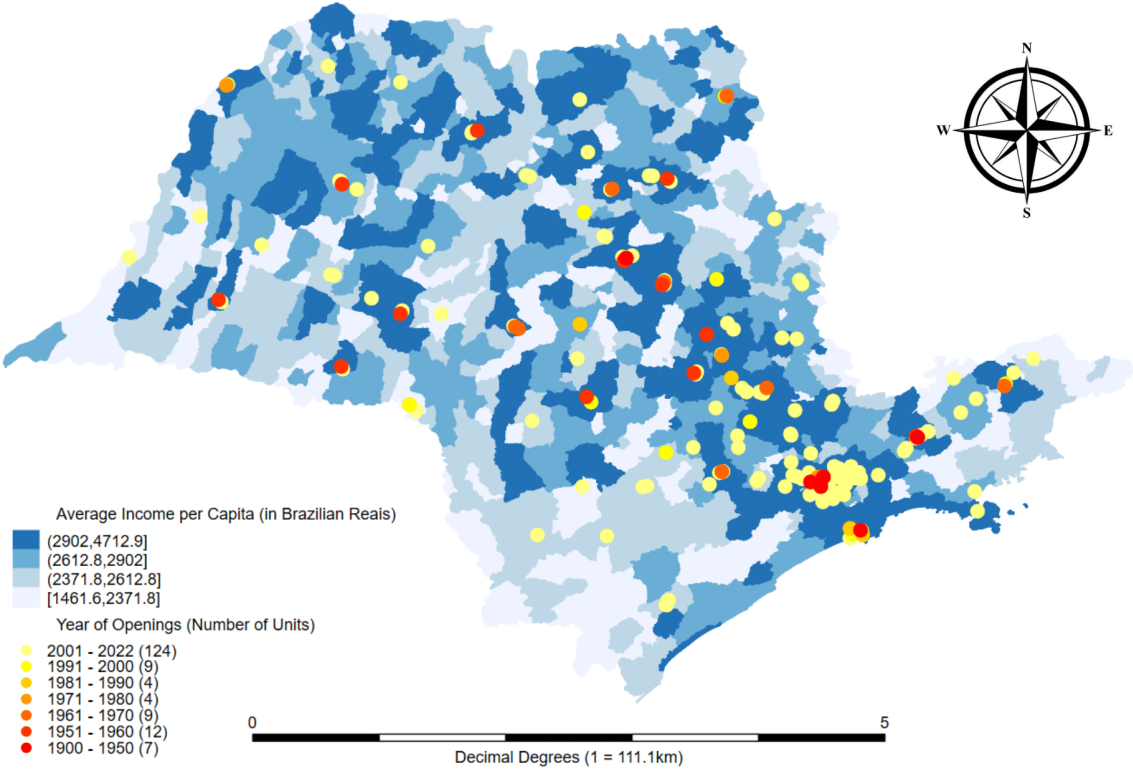 N
W
E
S
Average Income per Capita (in Brazilian Reais)
(2902,4712.9]
(2612.8,2902]
(2371.8,2612.8]
[1461.6,2371.8]
Year of Openings (Number of Units)
2001 - 2022 (124)
1991 - 2000 (9)
1981 - 1990 (4)
1971 - 1980 (4)
1961 - 1970 (9)
1951 - 1960 (12)
1900 - 1950 (7)
0
5
Decimal Degrees (1 = 111.1km)